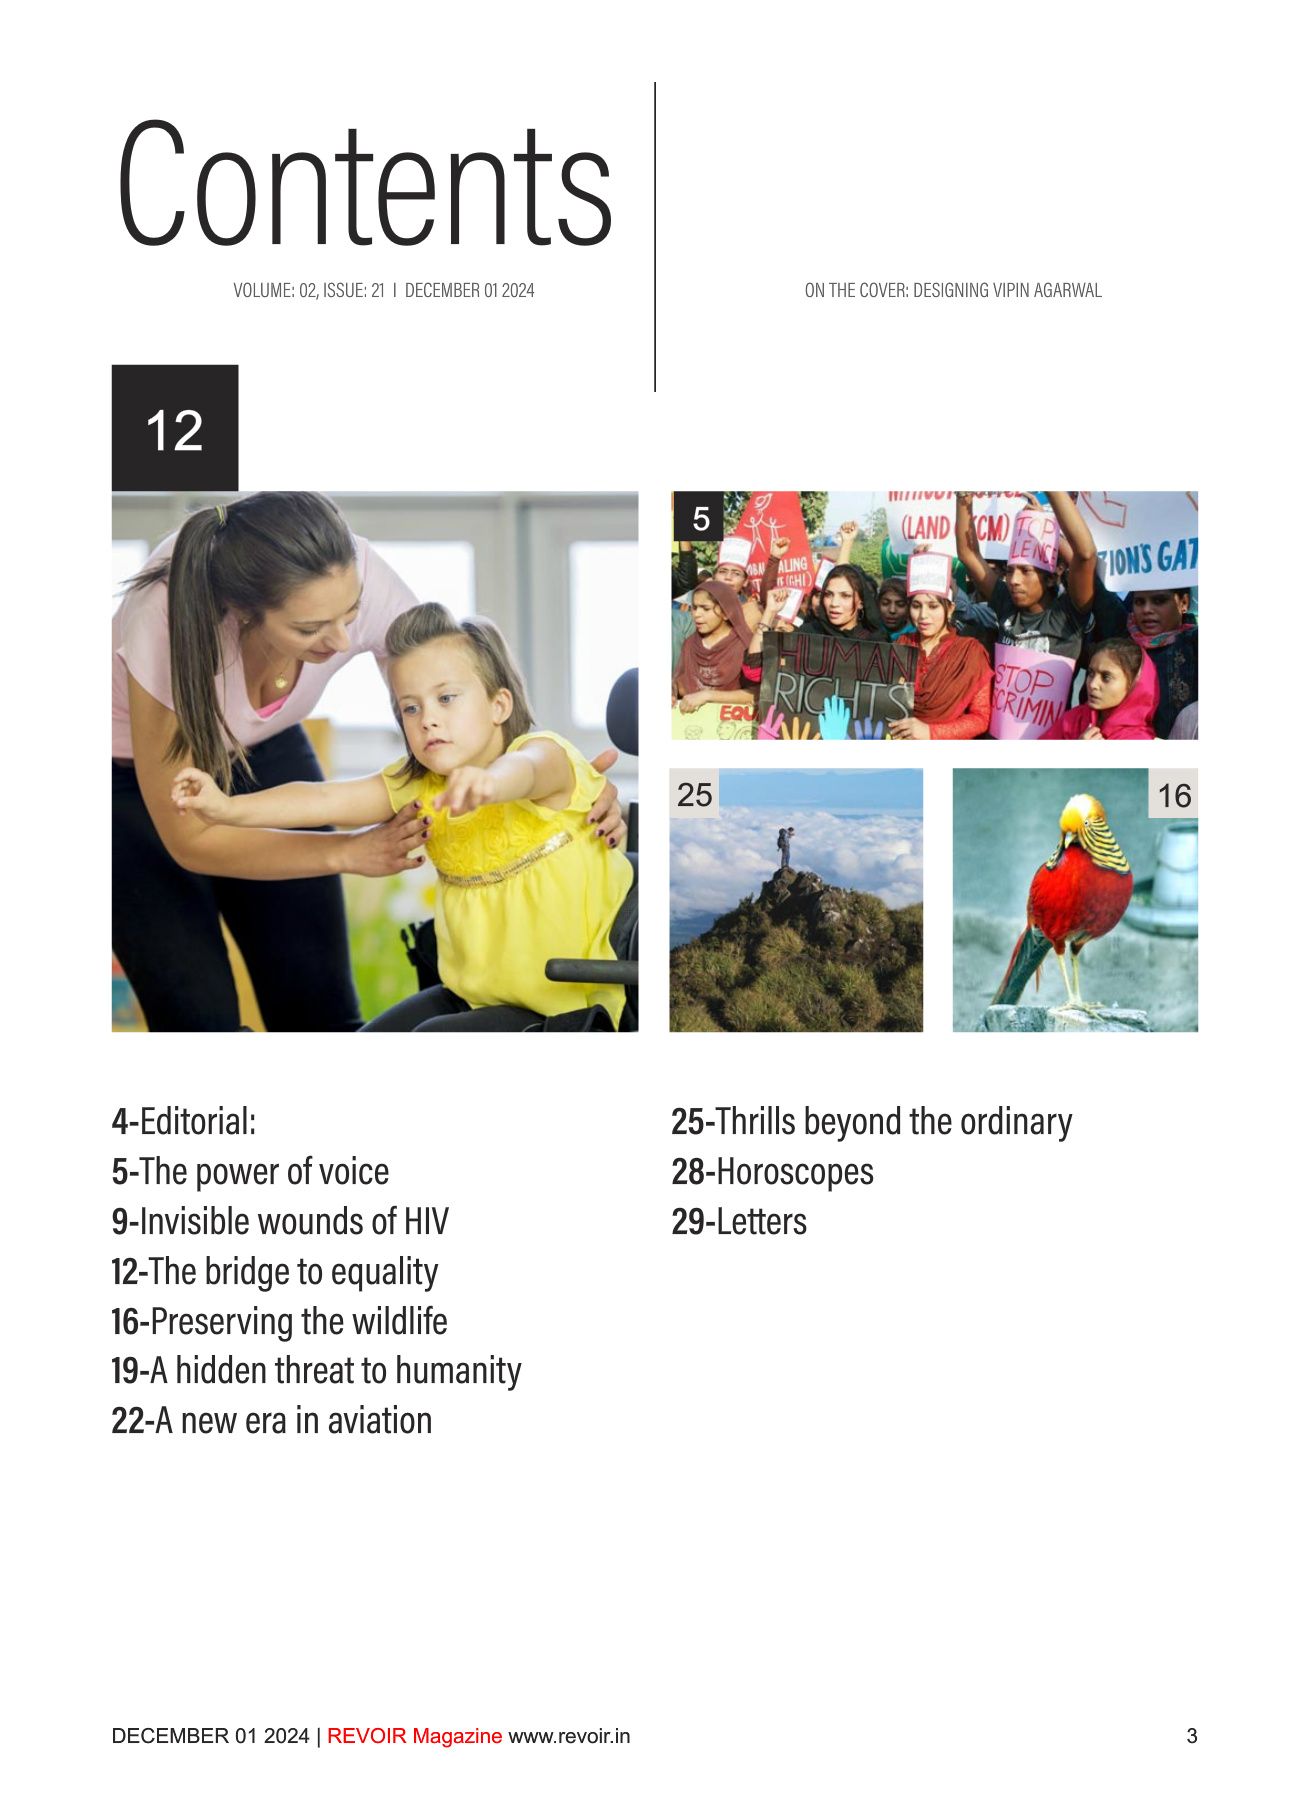 Contents
VOLUME: 02, ISSUE: 21 I DECEMBER 01 2024
ON THE COVER: DESIGNING VIPIN AGARWAL
12
5
(LAND
CM)
TOP
LENCE
ALING
(GHI)
ION'S GAT
HUMAN
RIGHTS
STOP
CRIMIN
EQU
25
16
4-Editorial:
5-The power of voice
9-Invisible wounds of HIV
12-The bridge to equality
16-Preserving the wildlife
19-A hidden threat to humanity
22-A new era in aviation
25-Thrills beyond the ordinary
28-Horoscopes
29-Letters
DECEMBER 01 2024 | REVOIR Magazine www.revoir.in
3